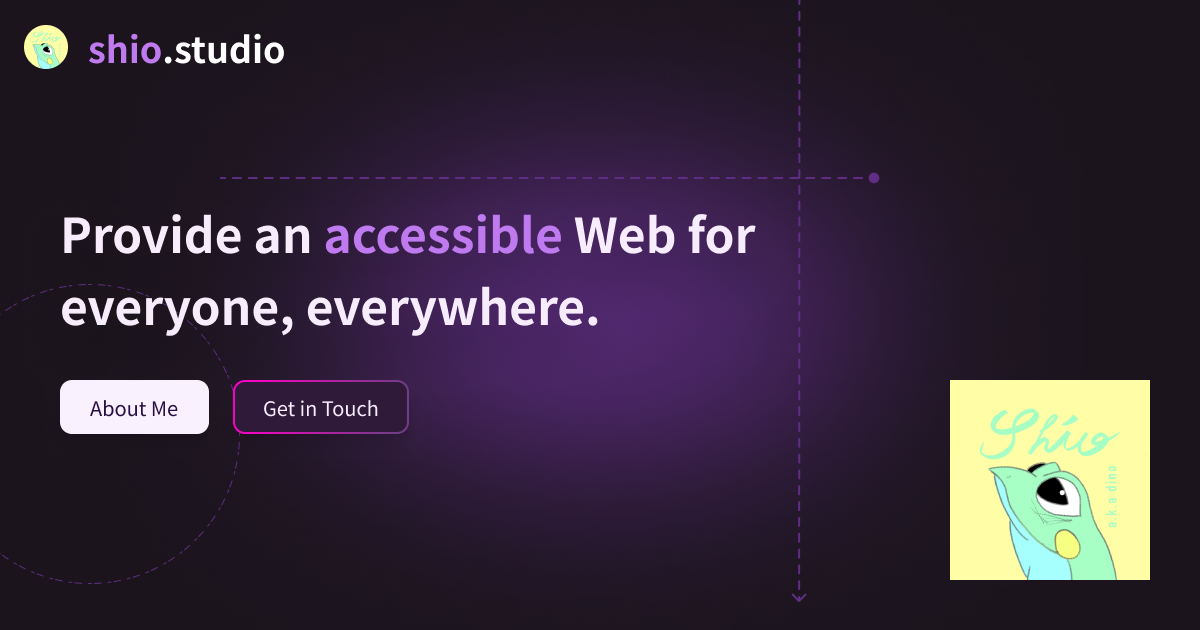 shio.studio
Provide an accessible Web for
everyone, everywhere.
About Me
Get in Touch
Shio
a.k.a dino